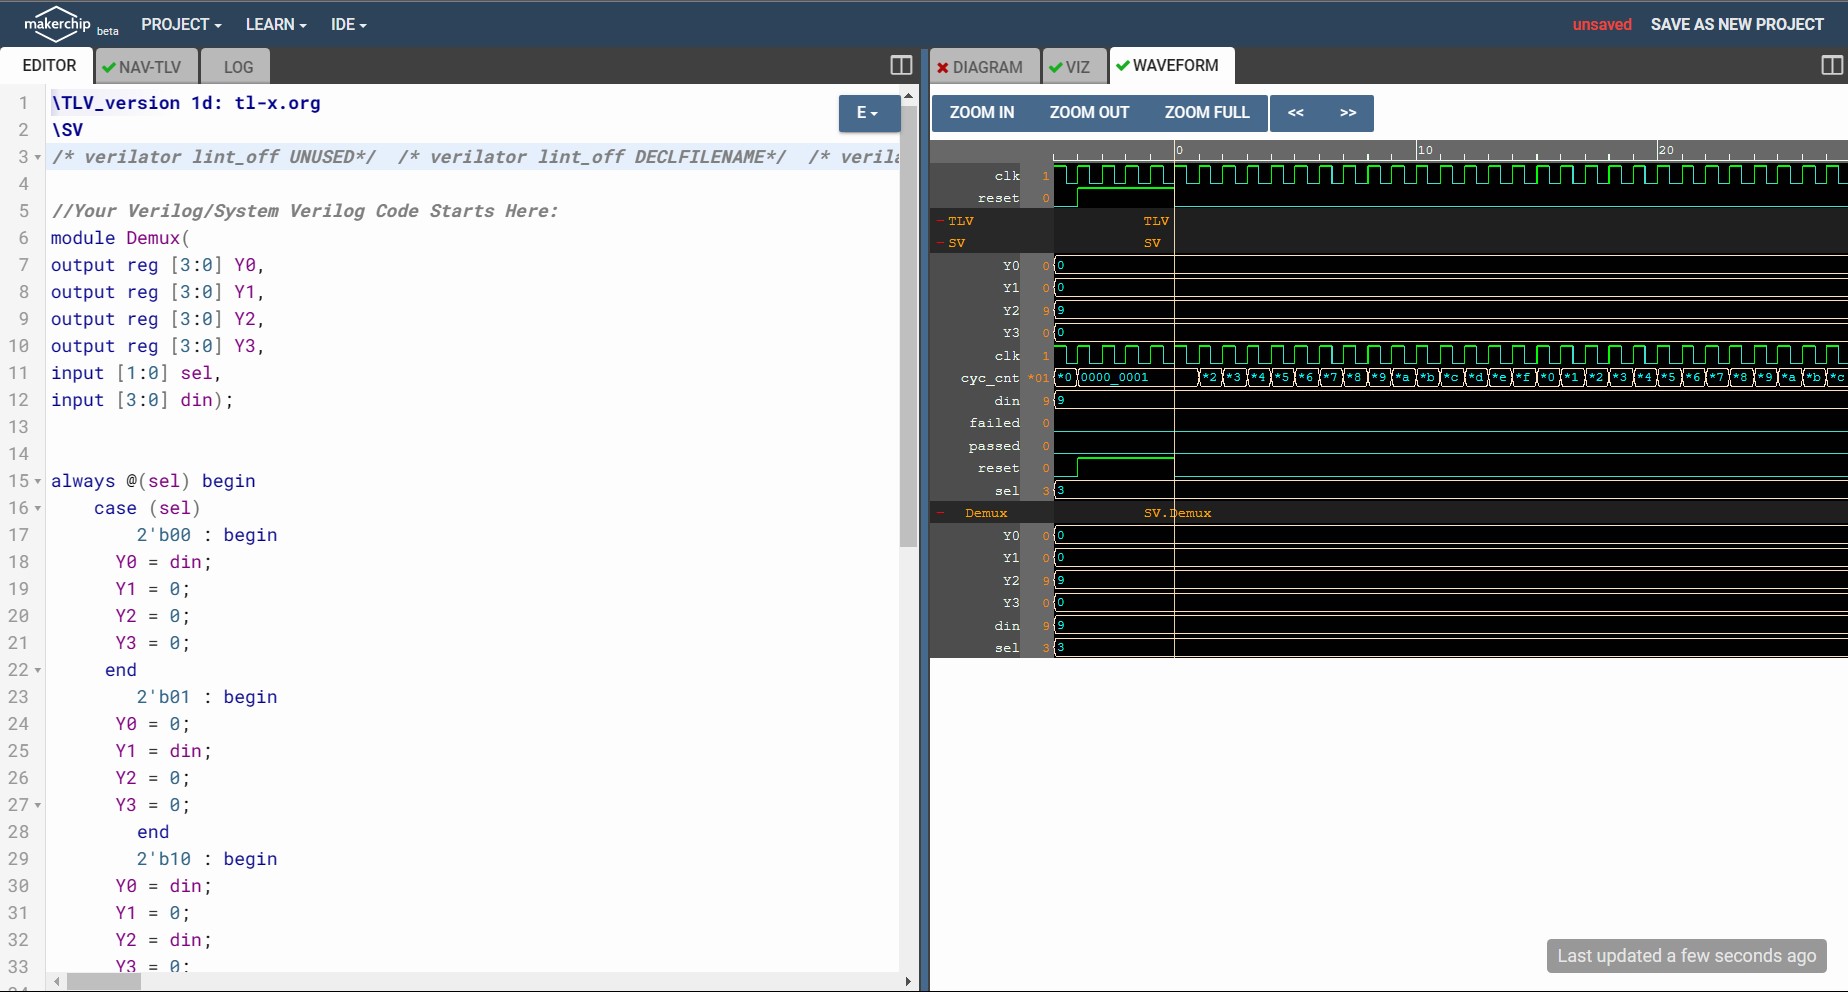 makerchip beta PROJECT LEARN IDE unsaved SAVE AS NEW PROJECT
EDITOR NAV-TLV LOG
1 \TLV_version 1d: tl-x.org
2 \SV
3 /* verilator lint_off UNUSED*/ /* verilator lint_off DECLFILENAME*/ /* veril
4
5 //Your Verilog/System Verilog Code Starts Here:
6 module Demux(
7 output reg [3:0] Y0,
8 output reg [3:0] Y1,
9 output reg [3:0] Y2,
10 output reg [3:0] Y3,
11 input [1:0] sel,
12 input [3:0] din);
13
14
15 always @(sel) begin
16 case (sel)
17 2'b00 : begin
18 Y0 = din;
19 Y1 = 0;
20 Y2 = 0;
21 Y3 = 0;
22 end
23 2'b01 : begin
24 Y0 = 0;
25 Y1 = din;
26 Y2 = 0;
27 Y3 = 0;
28 end
29 2'b10 : begin
30 Y0 = din;
31 Y1 = 0;
32 Y2 = din;
33 Y3 = 0;
E
DIAGRAM VIZ WAVEFORM
ZOOM IN ZOOM OUT ZOOM FULL << >>
0 10 20
clk 1
reset 0
- TLV TLV
- SV SV
Y0 0 0
Y1 0 0
Y2 9 9
Y3 0 0
clk 1
cyc_cnt *01 *0 0000_0001 *2 *3 *4 *5 *6 *7 *8 *9 *a *b *c *d *e *f *0 *1 *2 *3 *4 *5 *6 *7 *8 *9 *a *b *c
din 9 9
failed 0
passed 0
reset 0
sel 3 3
- Demux SV.Demux
Y0 0 0
Y1 0 0
Y2 9 9
Y3 0 0
din 9 9
sel 3 3
Last updated a few seconds ago